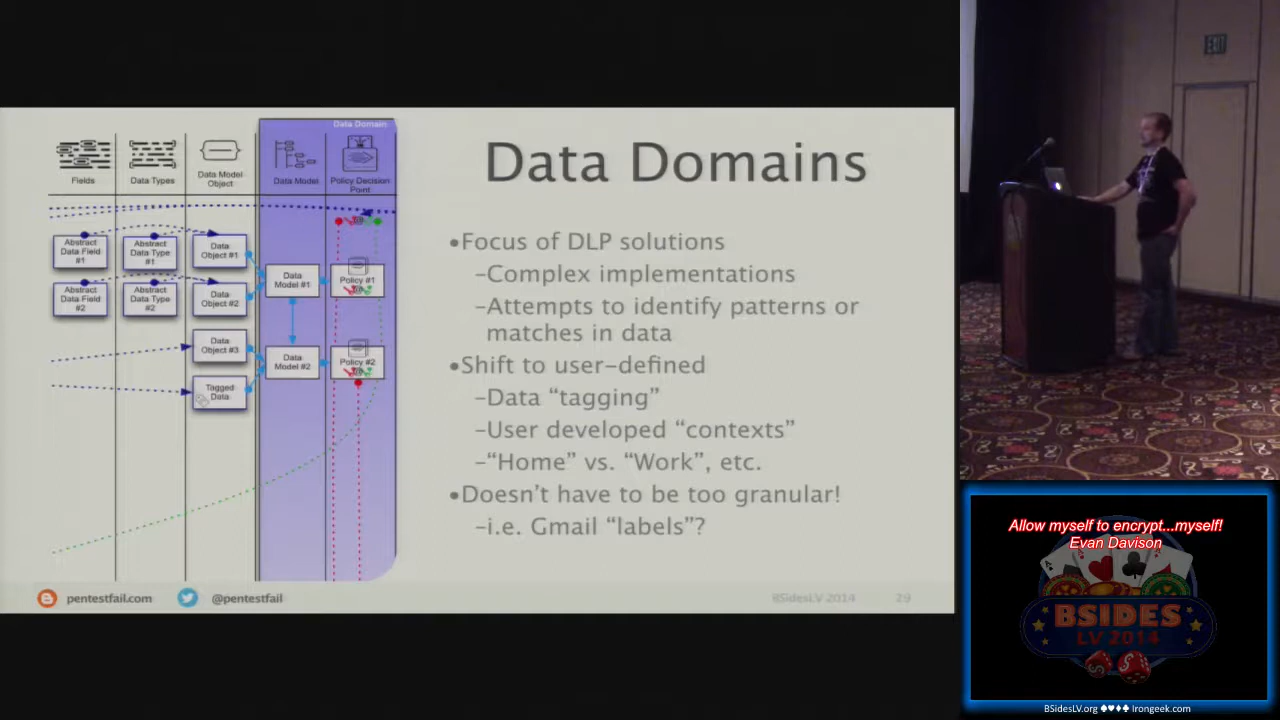 Data Domain
Fields
Data Types
Data Model
Object
Data Model
Policy Decision
Point
Abstract
Data Field
#1
Abstract
Data Type
#1
Data
Object #1
Data
Model #1
Policy #1
Abstract
Data Field
#2
Abstract
Data Type
#2
Data
Object #2
Data
Object #3
Data
Model #2
Policy #2
Tagged
Data
Data Domains
•Focus of DLP solutions
–Complex implementations
–Attempts to identify patterns or
matches in data
•Shift to user–defined
–Data “tagging”
–User developed “contexts”
–“Home” vs. “Work”, etc.
•Doesn’t have to be too granular!
–i.e. Gmail “labels”?
pentestfail.com
@pentestfail
BSidesLV 2014
29
EXIT
Allow myself to encrypt...myself!
Evan Davison
BSIDES
LV 2014
BSidesLV.org ♠♥♦♣ Irongeek.com